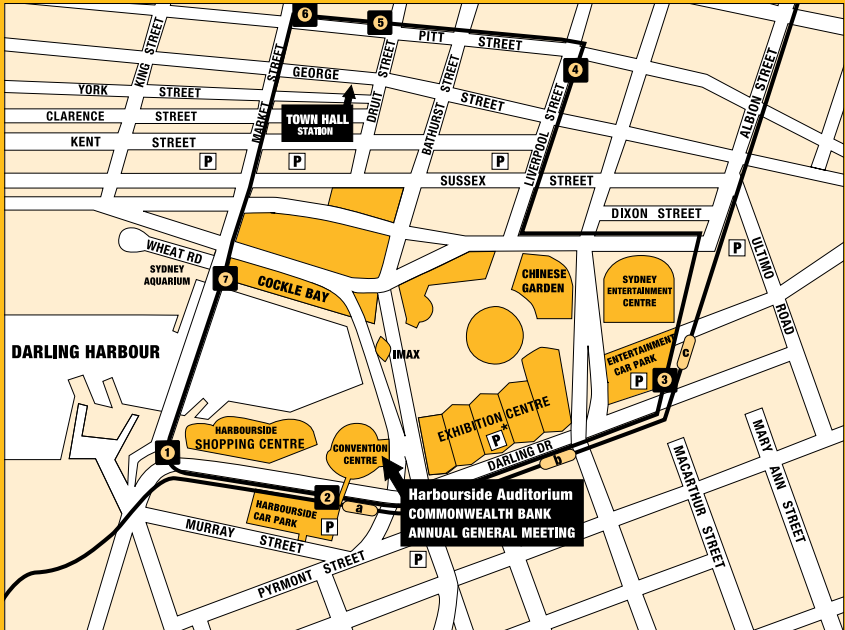 6
5
PITT STREET
KING STREET
MARKET STREET
GEORGE STREET
4
YORK STREET
TOWN HALL
STATION
DRUIT STREET
BATHURST STREET
LIVERPOOL STREET
ALBION STREET
CLARENCE STREET
KENT STREET
P
P
P
SUSSEX STREET
DIXON STREET
P
ULTIMO ROAD
WHEAT RD
SYDNEY
AQUARIUM
7
COCKLE BAY
CHINESE
GARDEN
SYDNEY
ENTERTAINMENT
CENTRE
DARLING HARBOUR
IMAX
ENTERTAINMENT
CAR PARK
P
3
c
EXHIBITION CENTRE
P*
DARLING DR
b
HARBOURSIDE
SHOPPING CENTRE
1
CONVENTION
CENTRE
2
a
HARBOURSIDE
CAR PARK
P
Harbourside Auditorium
COMMONWEALTH BANK
ANNUAL GENERAL MEETING
MURRAY STREET
PYRMONT STREET
P
MACARTHUR STREET
MARY ANN STREET